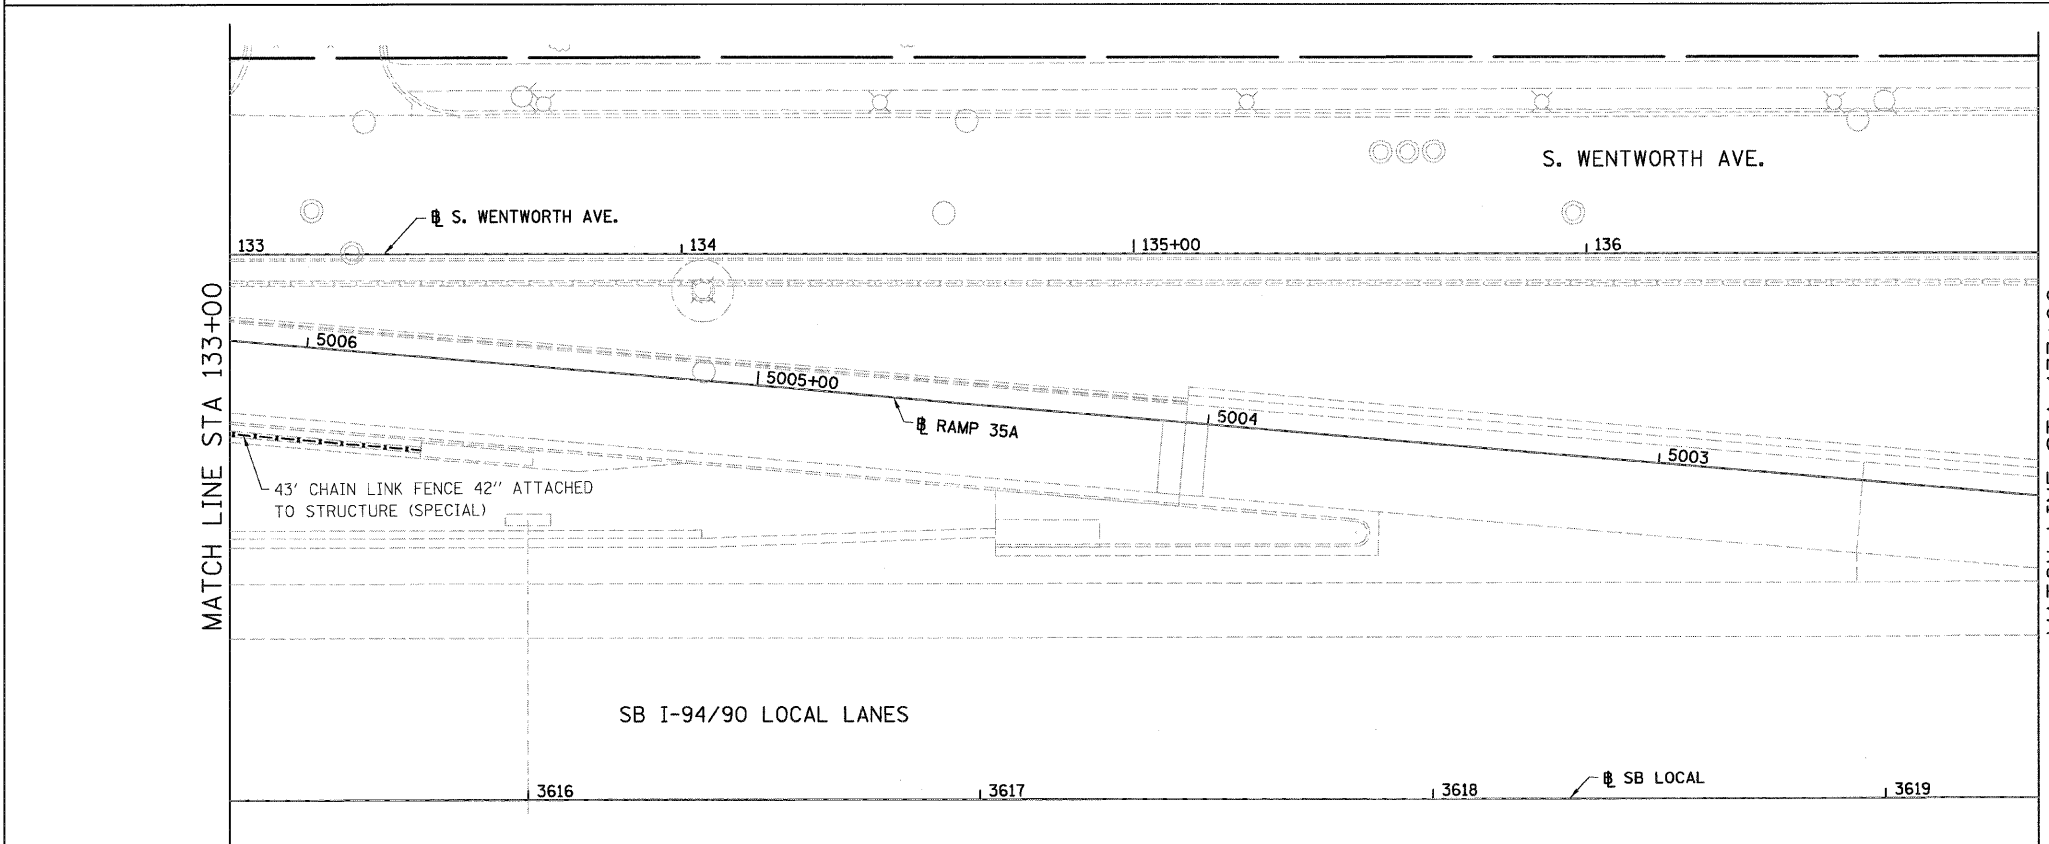 S. WENTWORTH AVE.
℄ S. WENTWORTH AVE.
133
134
135+00
136
MATCH LINE STA 133+00
5006
5005+00
5004
5003
℄ RAMP 35A
43' CHAIN LINK FENCE 42" ATTACHED
TO STRUCTURE (SPECIAL)
SB I-94/90 LOCAL LANES
℄ SB LOCAL
3616
3617
3618
3619